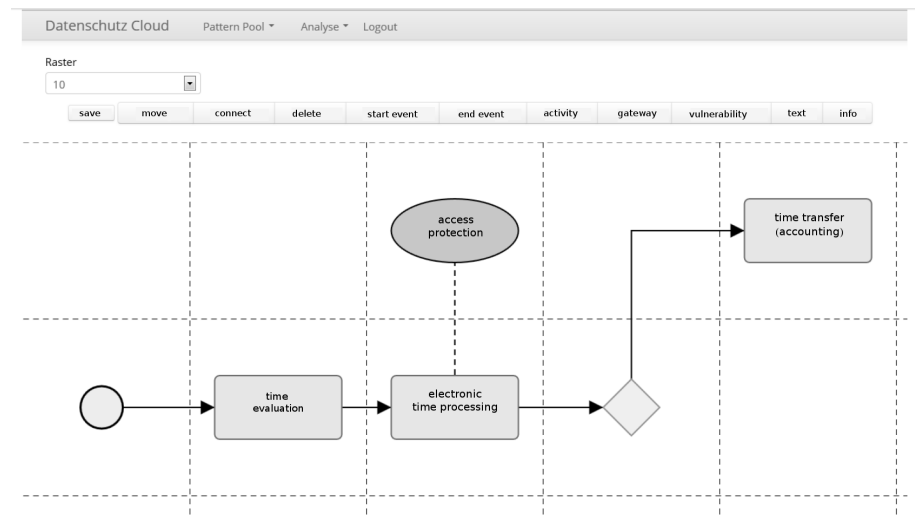 Datenschutz Cloud Pattern Pool Analyse Logout
Raster
10
save move connect delete start event end event activity gateway vulnerability text info
access
protection
time transfer
(accounting)
time
evaluation
electronic
time processing